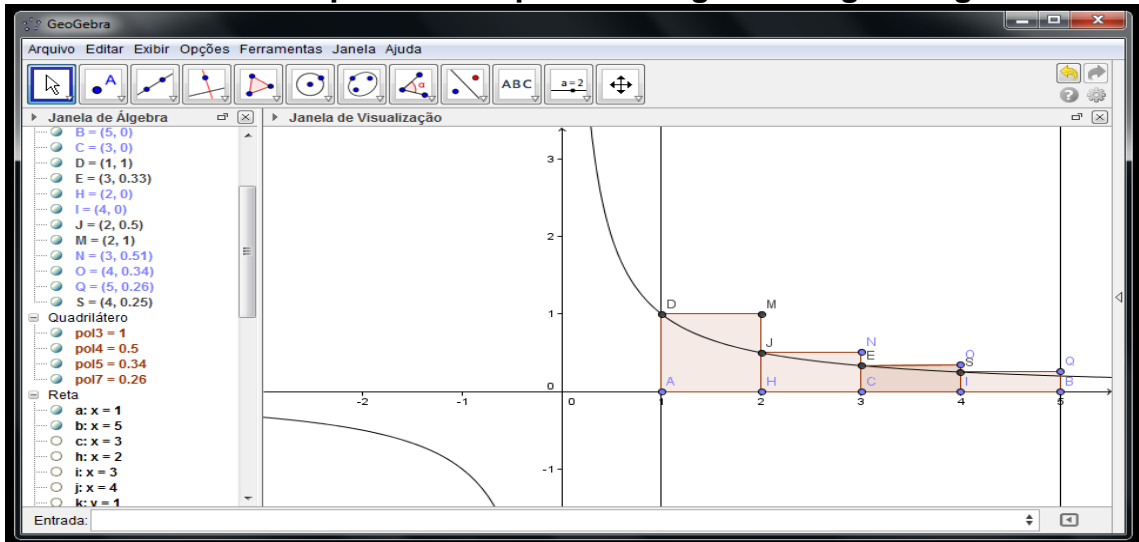 GeoGebra
Arquivo Editar Exibir Opções Ferramentas Janela Ajuda
A
α
ABC
a=2
Janela de Álgebra
Janela de Visualização
B = (5, 0)
C = (3, 0)
D = (1, 1)
E = (3, 0.33)
H = (2, 0)
I = (4, 0)
J = (2, 0.5)
M = (2, 1)
N = (3, 0.51)
O = (4, 0.34)
Q = (5, 0.26)
S = (4, 0.25)
Quadrilátero
pol3 = 1
pol4 = 0.5
pol5 = 0.34
pol7 = 0.26
Reta
a: x = 1
b: x = 5
c: x = 3
h: x = 2
i: x = 3
j: x = 4
k: y = 1
3
2
D M
1
J N
E O
S Q
A H C I B
0
-2 -1 0 1 2 3 4 5
-1
Entrada: